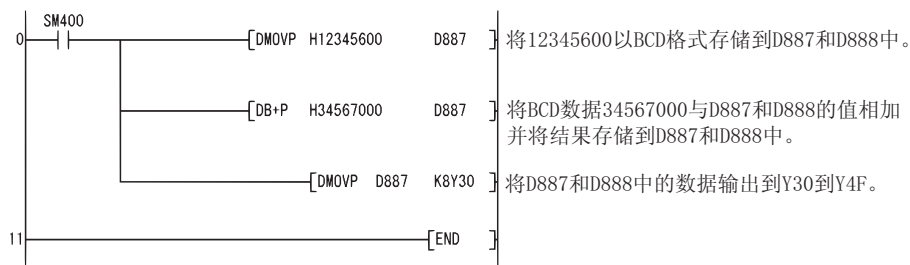 SM400
0 DMOVP H12345600 D887 将12345600以BCD格式存储到D887和D888中。
DB+P H34567000 D887 将BCD数据34567000与D887和D888的值相加
并将结果存储到D887和D888中。
DMOVP D887 K8Y30 将D887和D888中的数据输出到Y30到Y4F。
11 END